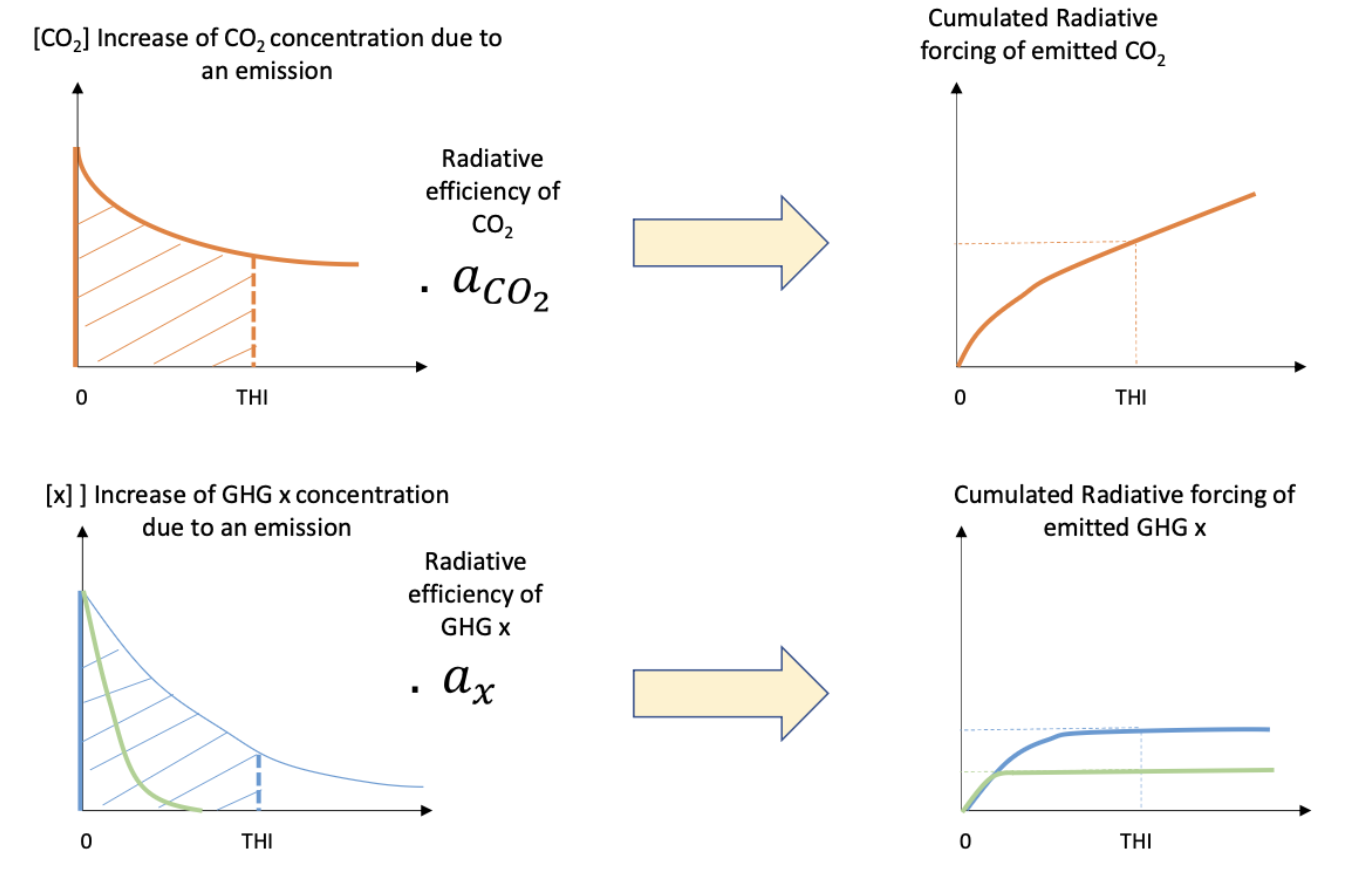 [CO₂] Increase of CO₂ concentration due to
an emission
Radiative
efficiency of
CO₂
. aCO₂
0
THI
Cumulated Radiative
forcing of emitted CO₂
0
THI
[x] ] Increase of GHG x concentration
due to an emission
Radiative
efficiency of
GHG x
. aₓ
0
THI
Cumulated Radiative forcing of
emitted GHG x
0
THI